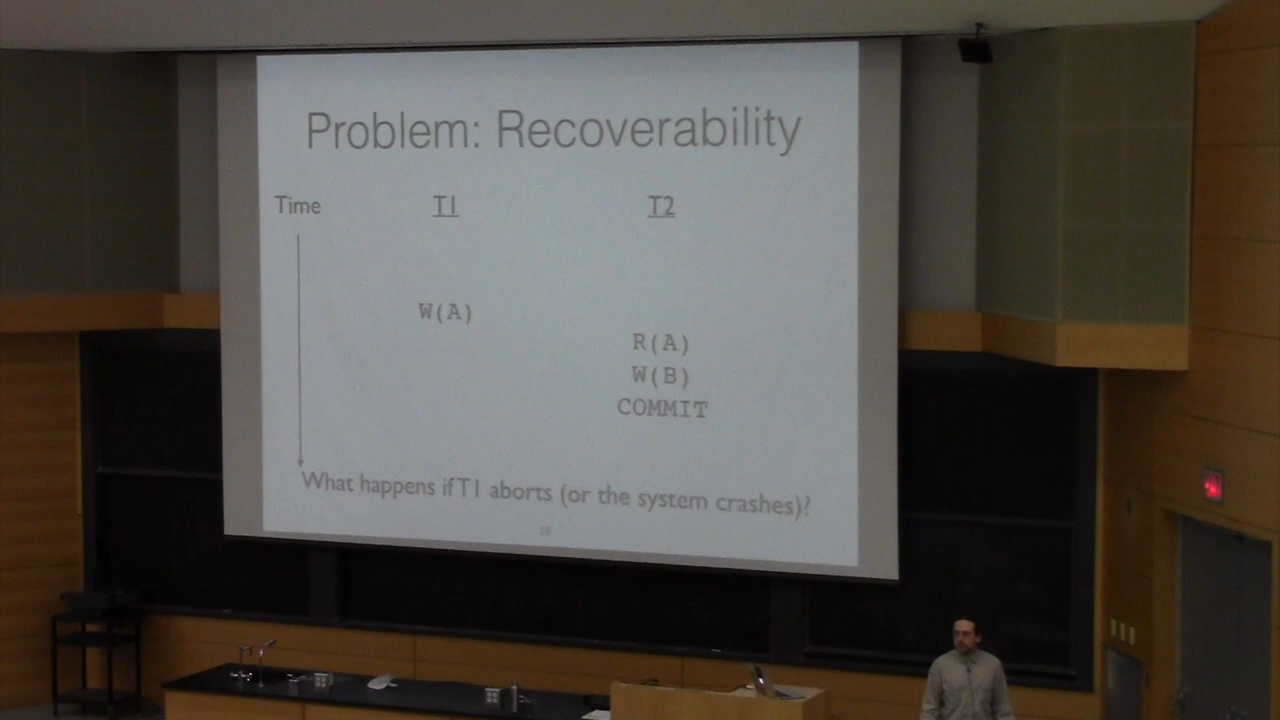 Problem: Recoverability
Time T1 T2
W(A)
R(A)
W(B)
COMMIT
What happens if T1 aborts (or the system crashes)?